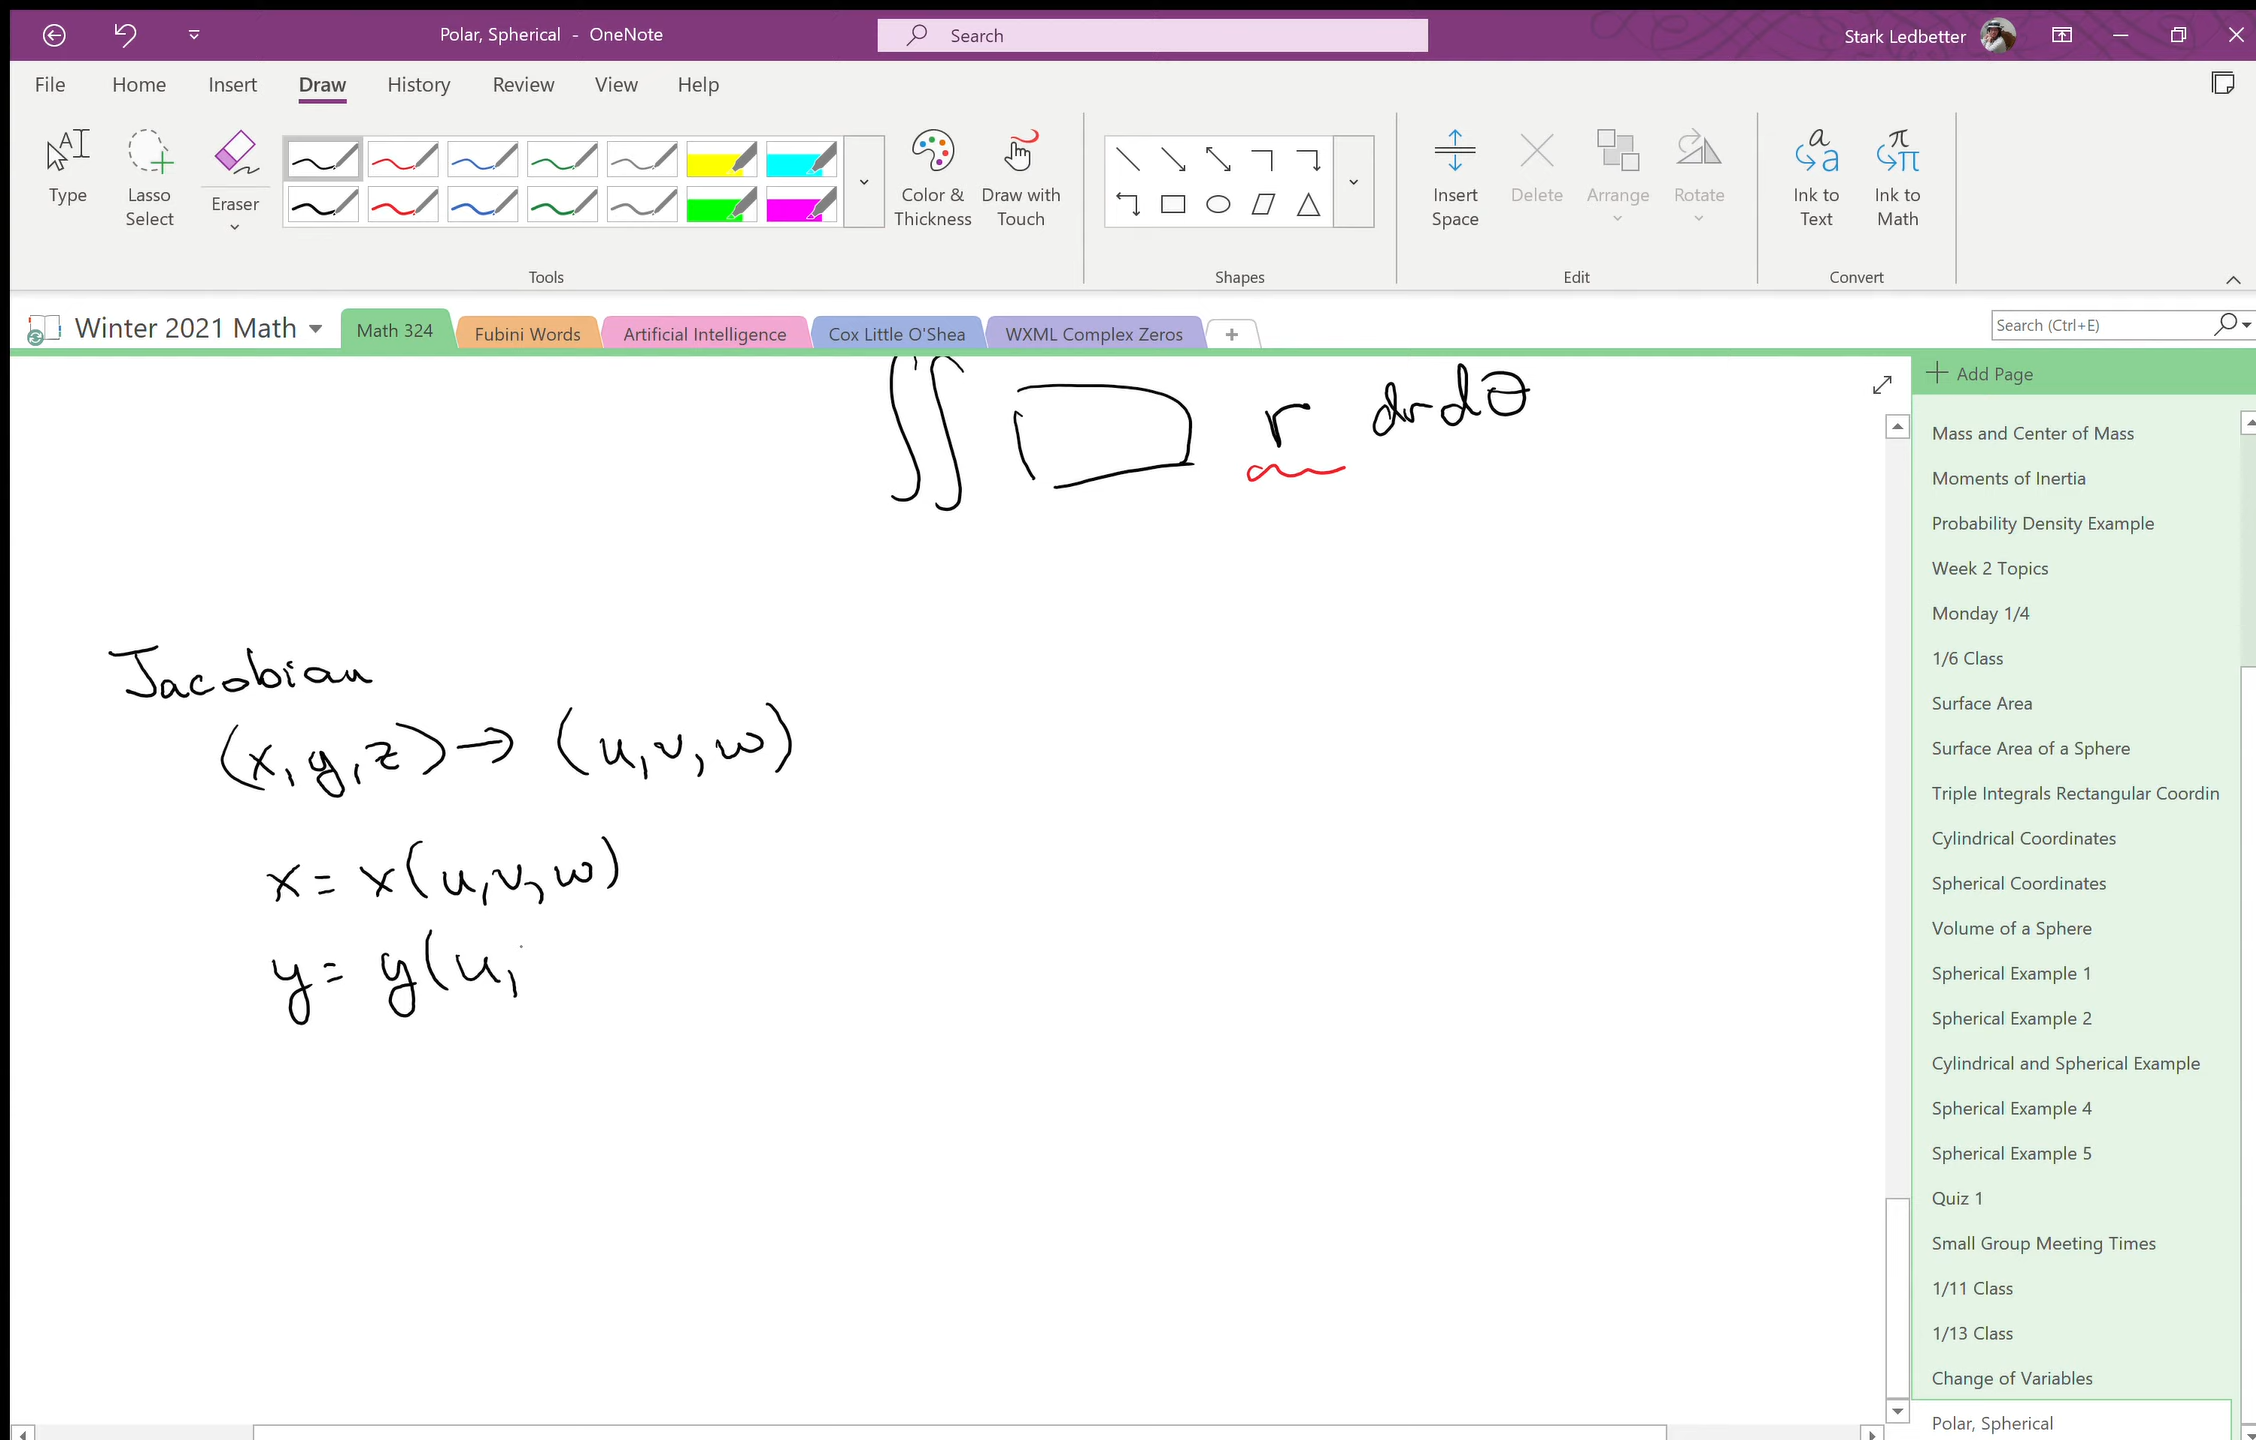 Polar, Spherical - OneNote
Search
Stark Ledbetter
File Home Insert Draw History Review View Help
Type
Lasso Select
Eraser
Color & Thickness
Draw with Touch
Insert Space
Delete
Arrange
Rotate
Ink to Text
Ink to Math
Tools
Shapes
Edit
Convert
Winter 2021 Math
Math 324
Fubini Words
Artificial Intelligence
Cox Little O'Shea
WXML Complex Zeros
Search (Ctrl+E)
∬ r dr dθ
Jacobian
(x, y, z) → (u, v, w)
x = x(u, v, w)
y = y(u,
Add Page
Mass and Center of Mass
Moments of Inertia
Probability Density Example
Week 2 Topics
Monday 1/4
1/6 Class
Surface Area
Surface Area of a Sphere
Triple Integrals Rectangular Coordin
Cylindrical Coordinates
Spherical Coordinates
Volume of a Sphere
Spherical Example 1
Spherical Example 2
Cylindrical and Spherical Example
Spherical Example 4
Spherical Example 5
Quiz 1
Small Group Meeting Times
1/11 Class
1/13 Class
Change of Variables
Polar, Spherical